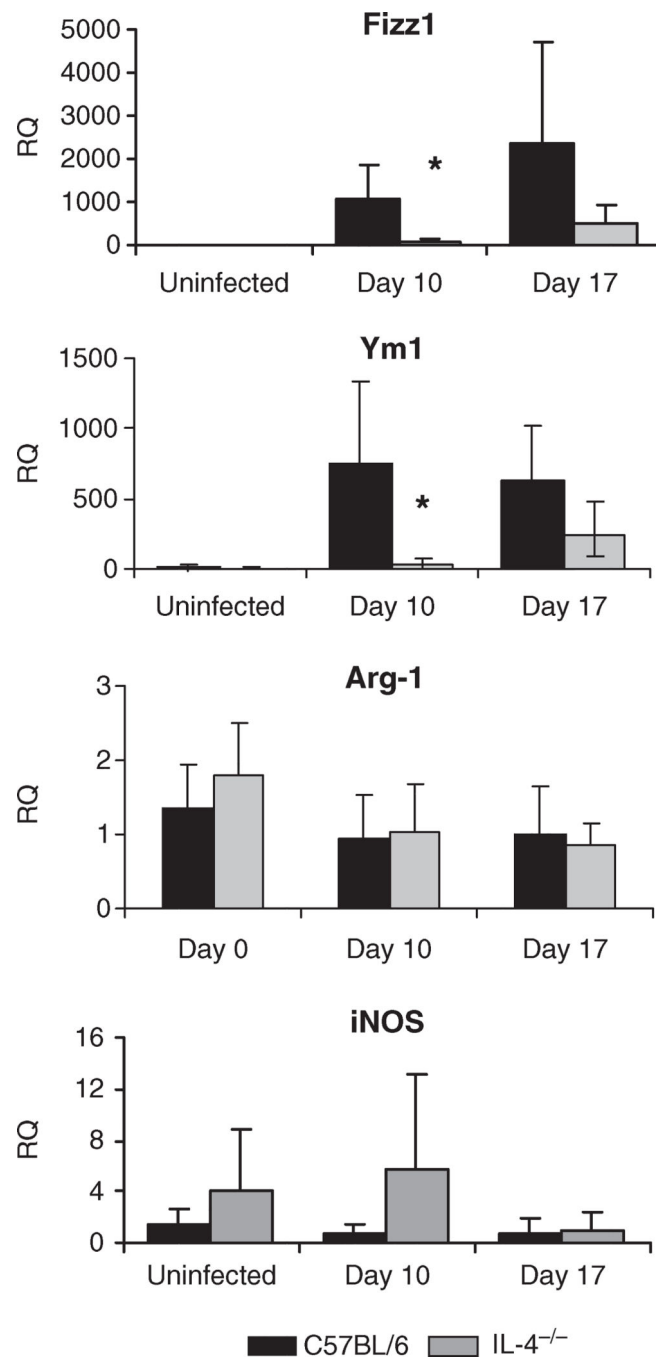 Fizz1
5000
4000
3000
2000
1000
0
RQ
*
Uninfected Day 10 Day 17
Ym1
1500
1000
500
0
RQ
*
Uninfected Day 10 Day 17
Arg-1
3
2
1
0
RQ
Day 0 Day 10 Day 17
iNOS
16
12
8
4
0
RQ
Uninfected Day 10 Day 17
C57BL/6 IL-4⁻/⁻